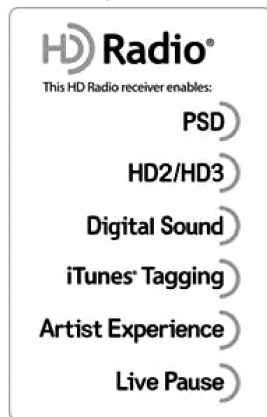 HD Radio®
This HD Radio receiver enables:
PSD
HD2/HD3
Digital Sound
iTunes® Tagging
Artist Experience
Live Pause